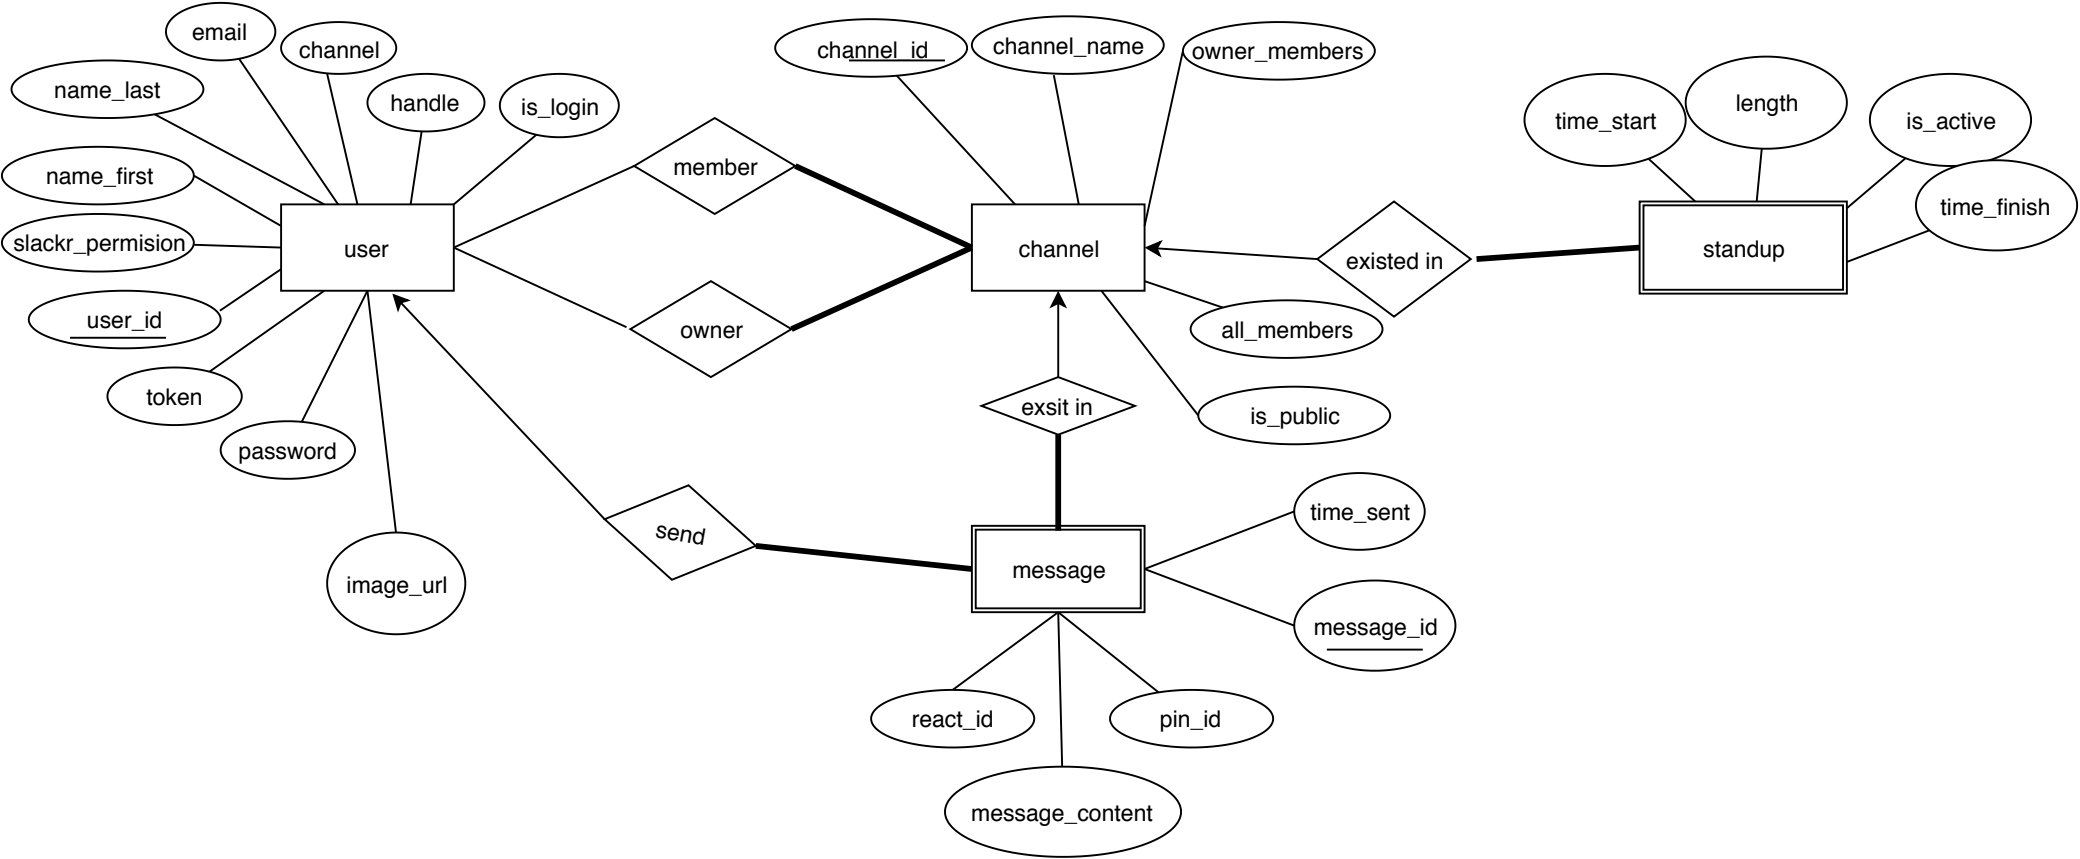 email
channel
name_last
handle
is_login
name_first
slackr_permision
user
user_id
token
password
image_url
member
owner
send
channel_id
channel_name
owner_members
channel
existed in
all_members
is_public
exsit in
message
time_sent
message_id
react_id
pin_id
message_content
time_start
length
is_active
time_finish
standup